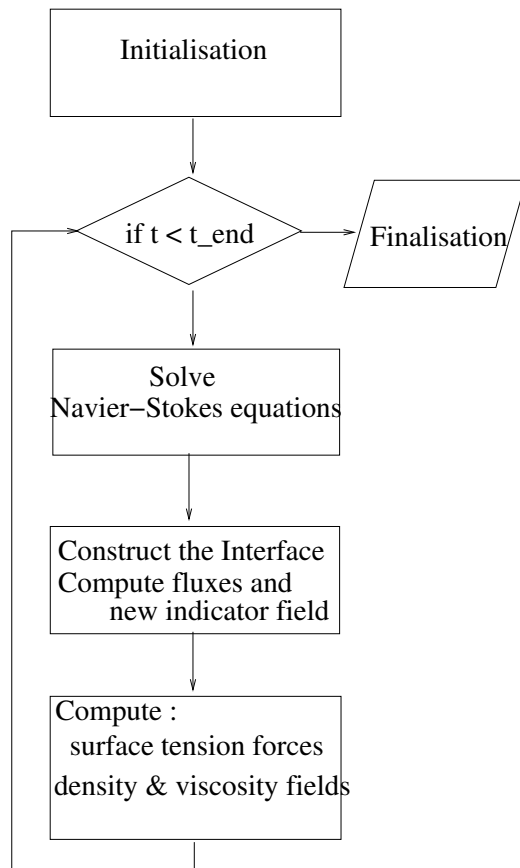 Initialisation
if t < t_end
Finalisation
Solve
Navier−Stokes equations
Construct the Interface
Compute fluxes and
new indicator field
Compute :
surface tension forces
density & viscosity fields